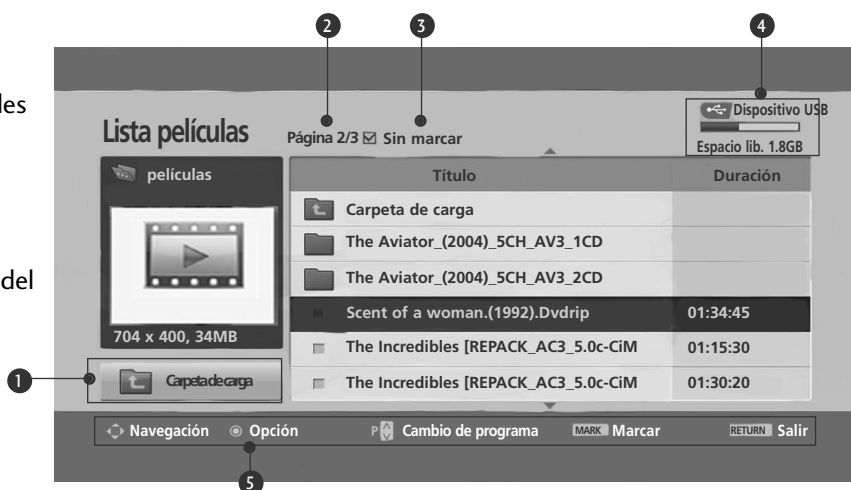 2 3 4
les
Dispositivo USB
Lista películas Página 2/3 Sin marcar
Espacio lib. 1.8GB
películas Título Duración
Carpeta de carga
The Aviator_(2004)_5CH_AV3_1CD
del
The Aviator_(2004)_5CH_AV3_2CD
Scent of a woman.(1992).Dvdrip 01:34:45
704 x 400, 34MB
The Incredibles [REPACK_AC3_5.0c-CiM 01:15:30
1 Carpeta de carga
The Incredibles [REPACK_AC3_5.0c-CiM 01:30:20
Navegación Opción P Cambio de programa MARK Marcar RETURN Salir
5